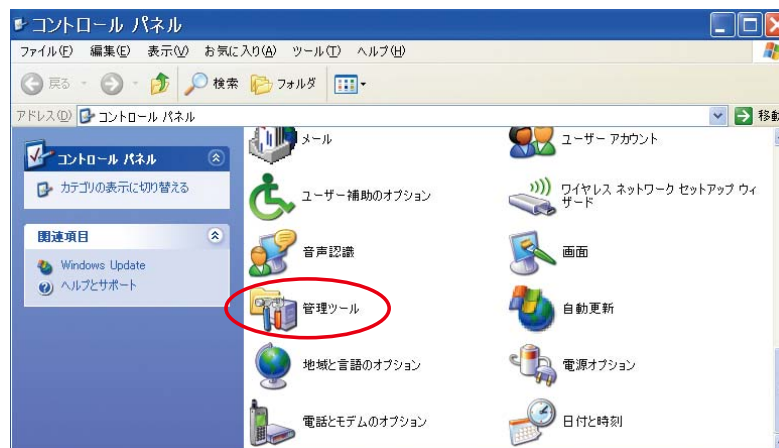 コントロール パネル
ファイル(F) 編集(E) 表示(V) お気に入り(A) ツール(T) ヘルプ(H)
戻る 検索 フォルダ
アドレス(D) コントロール パネル 移動
コントロール パネル
カテゴリの表示に切り替える
関連項目
Windows Update
ヘルプとサポート
メール
ユーザー アカウント
ユーザー補助のオプション
ワイヤレス ネットワーク セットアップ ウィ
ザード
音声認識
画面
管理ツール
自動更新
地域と言語のオプション
電源オプション
電話とモデムのオプション
日付と時刻